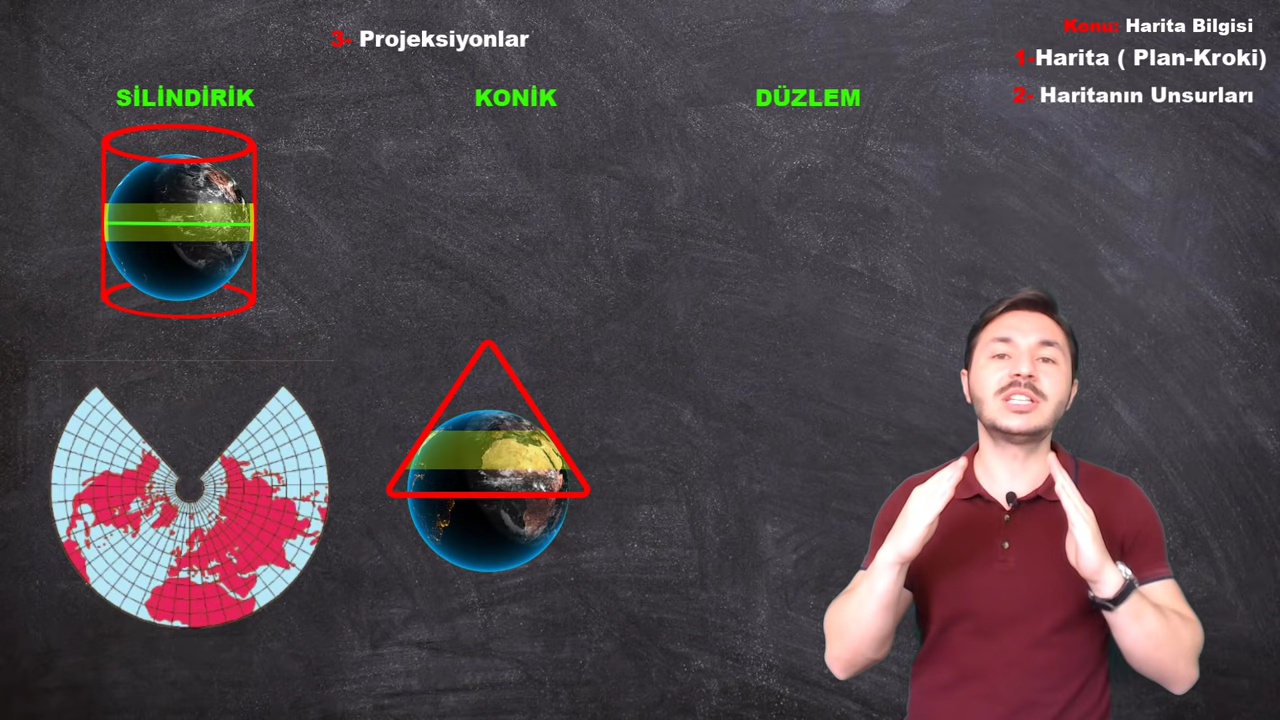 3- Projeksiyonlar
Konu: Harita Bilgisi
1-Harita ( Plan-Kroki)
2- Haritanın Unsurları
SİLİNDİRİK
KONİK
DÜZLEM